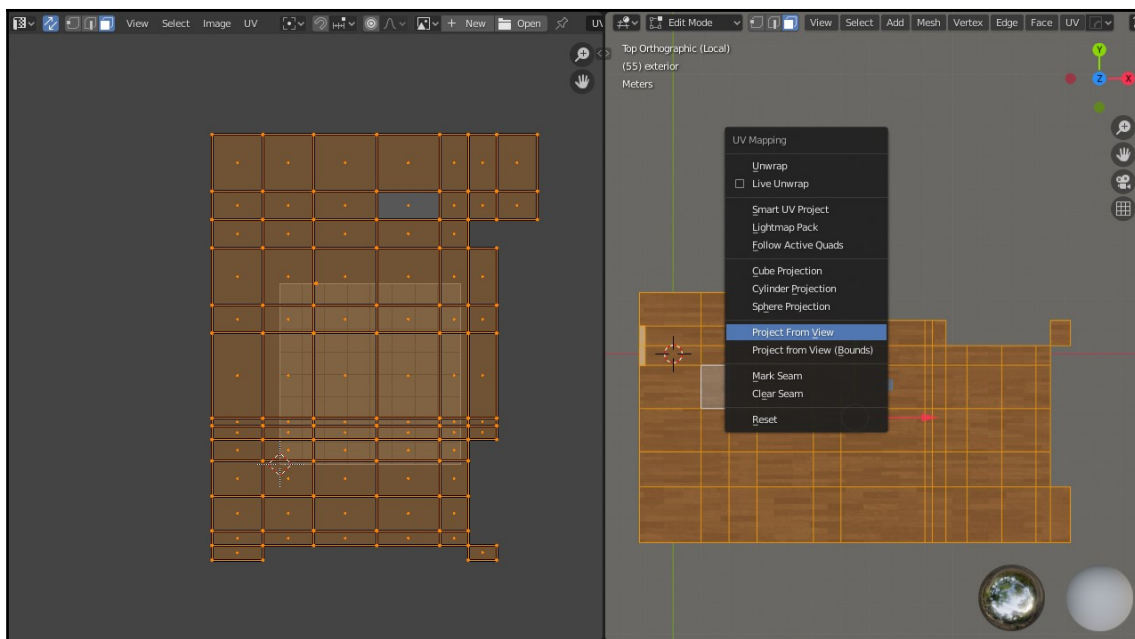 View Select Image UV New Open UV
Edit Mode View Select Add Mesh Vertex Edge Face UV
Top Orthographic (Local)
(55) exterior
Meters
Y
Z
X
UV Mapping
Unwrap
Live Unwrap
Smart UV Project
Lightmap Pack
Follow Active Quads
Cube Projection
Cylinder Projection
Sphere Projection
Project From View
Project from View (Bounds)
Mark Seam
Clear Seam
Reset